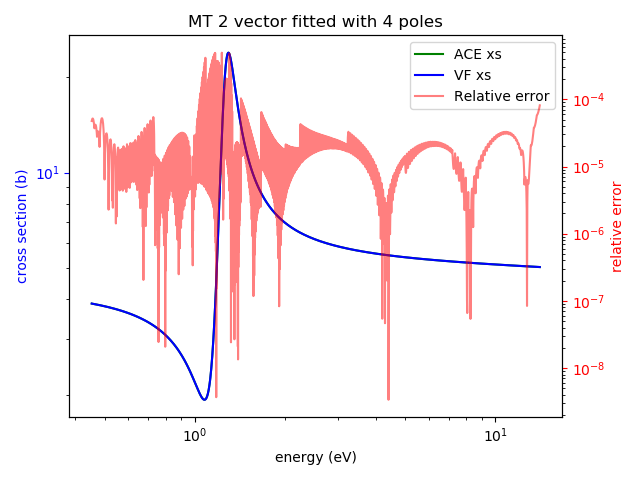 MT 2 vector fitted with 4 poles
ACE xs
VF xs
Relative error
cross section (b)
10¹
10⁻⁴
10⁻⁵
10⁻⁶
10⁻⁷
10⁻⁸
relative error
10⁰
10¹
energy (eV)